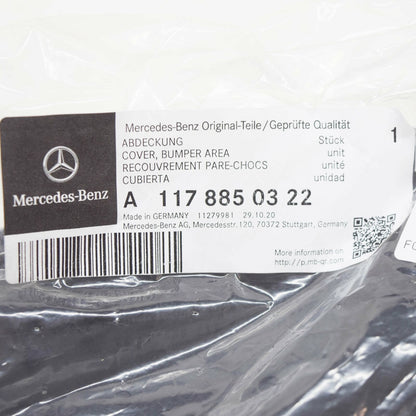 Mercedes-Benz
Mercedes-Benz Original-Teile/Geprüfte Qualität
1
ABDECKUNG Stück
COVER, BUMPER AREA unit
RECOUVREMENT PARE-CHOCS unité
CUBIERTA unidad
A 117 885 03 22
Made in GERMANY 11279981 29.10.20
Mercedes-Benz AG, Mercedesstr. 120, 70372 Stuttgart, Germany
More information on
http://p.mb-qr.com